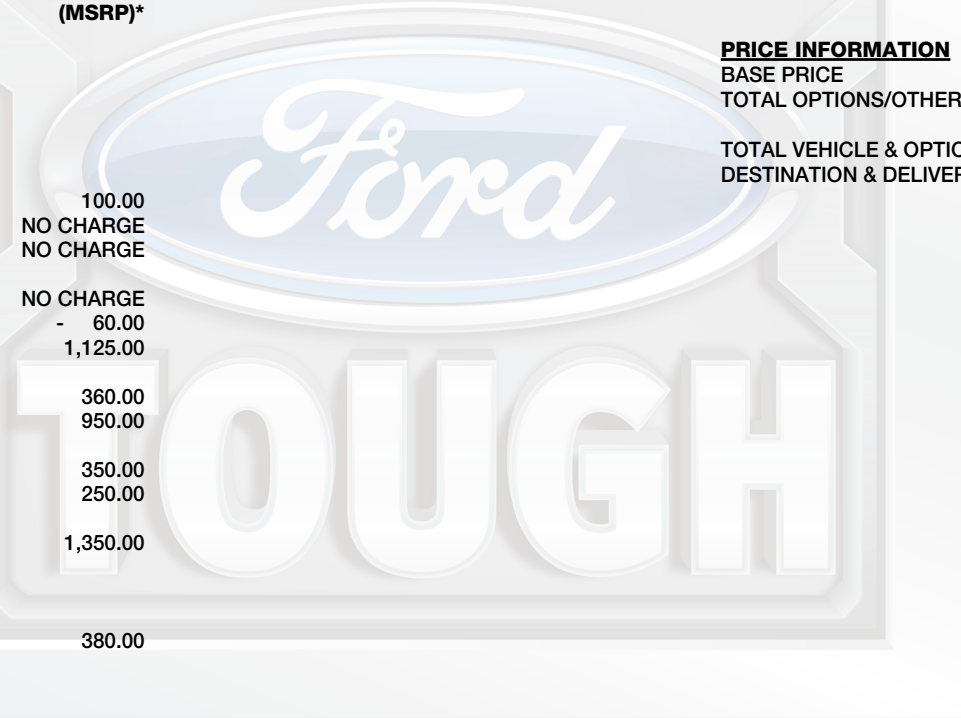 (MSRP)*
100.00
NO CHARGE
NO CHARGE
NO CHARGE
- 60.00
1,125.00
360.00
950.00
350.00
250.00
1,350.00
380.00
PRICE INFORMATION
BASE PRICE
TOTAL OPTIONS/OTHER
TOTAL VEHICLE & OPTIO
DESTINATION & DELIVER
Ford
TOUGH